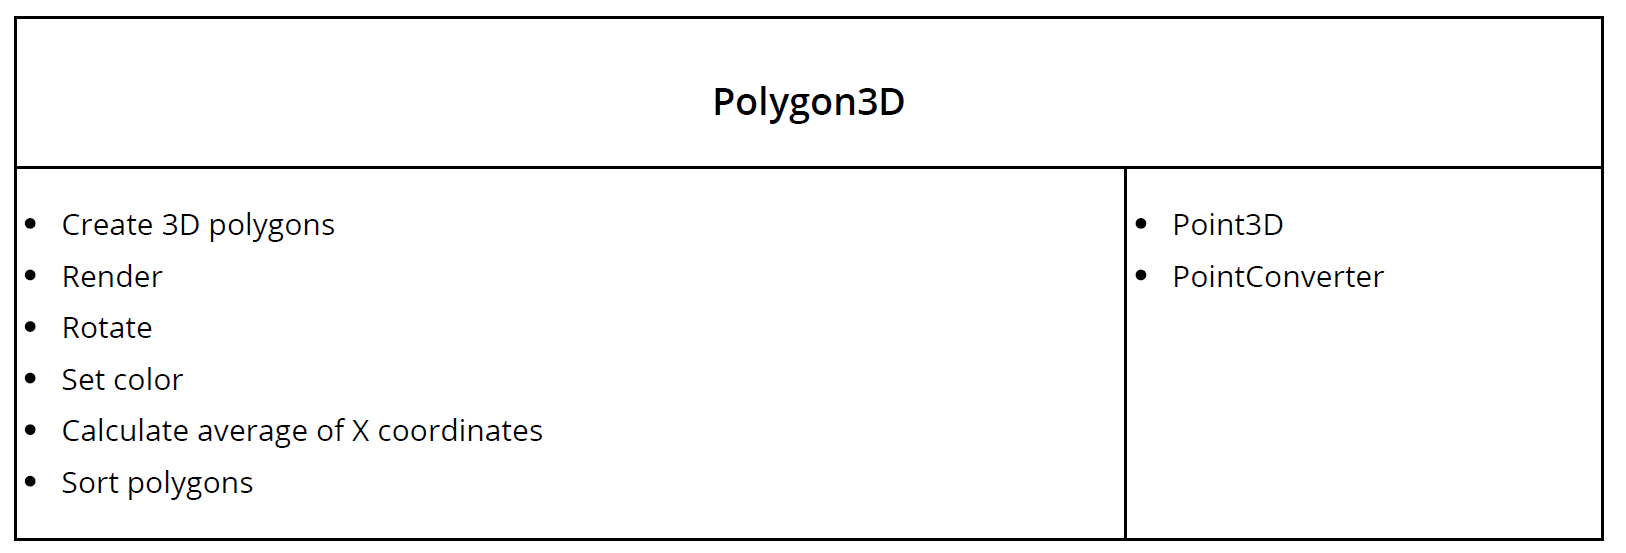 Polygon3D
• Create 3D polygons
• Render
• Rotate
• Set color
• Calculate average of X coordinates
• Sort polygons
• Point3D
• PointConverter